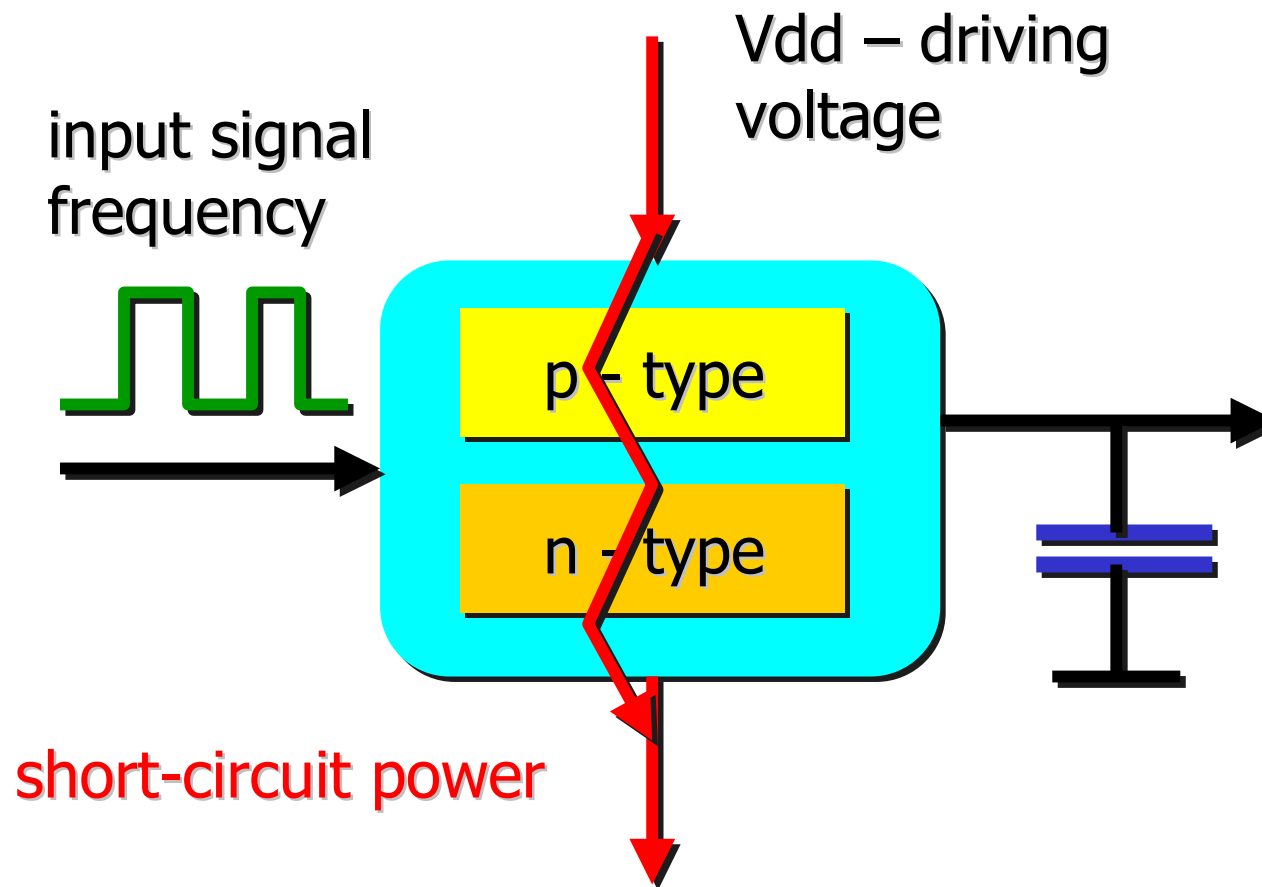 Vdd – driving
voltage
input signal
frequency
p - type
n - type
short-circuit power